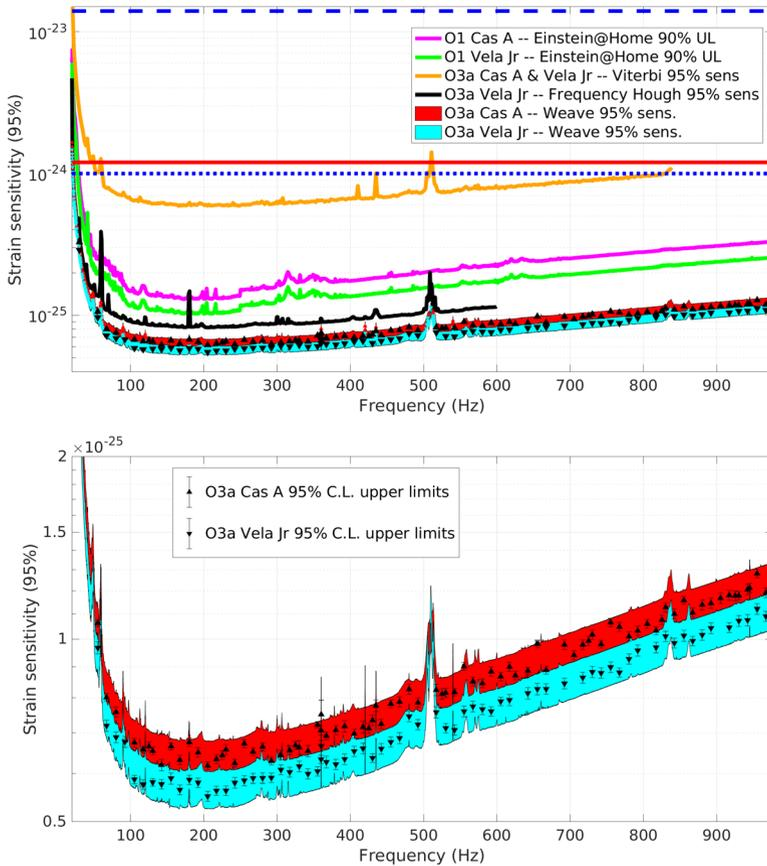 10^-23
10^-24
10^-25
Strain sensitivity (95%)
O1 Cas A -- Einstein@Home 90% UL
O1 Vela Jr -- Einstein@Home 90% UL
O3a Cas A & Vela Jr -- Viterbi 95% sens
O3a Vela Jr -- Frequency Hough 95% sens
O3a Cas A -- Weave 95% sens.
O3a Vela Jr -- Weave 95% sens.
100 200 300 400 500 600 700 800 900
Frequency (Hz)
×10^-25
2
1.5
1
0.5
Strain sensitivity (95%)
O3a Cas A 95% C.L. upper limits
O3a Vela Jr 95% C.L. upper limits
100 200 300 400 500 600 700 800 900
Frequency (Hz)